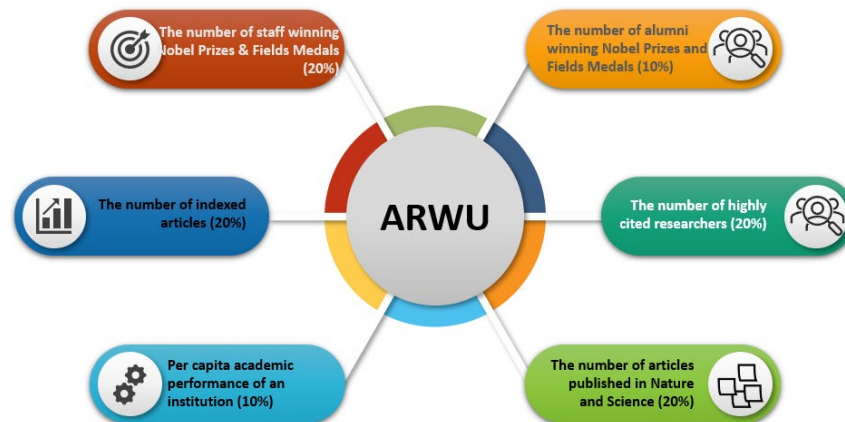 The number of staff winning
Nobel Prizes & Fields Medals
(20%)
The number of alumni
winning Nobel Prizes and
Fields Medals (10%)
The number of indexed
articles (20%)
ARWU
The number of highly
cited researchers (20%)
Per capita academic
performance of an
institution (10%)
The number of articles
published in Nature
and Science (20%)